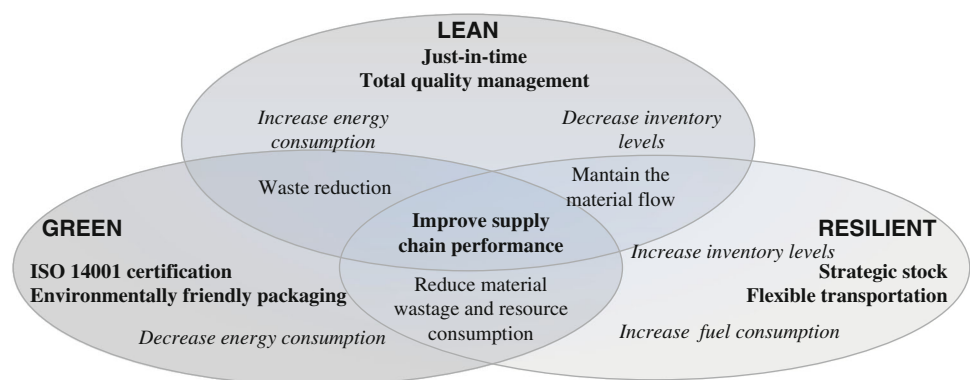 LEAN
Just-in-time
Total quality management
Increase energy
consumption
Decrease inventory
levels
Waste reduction
Mantain the
material flow
GREEN
ISO 14001 certification
Environmentally friendly packaging
Decrease energy consumption
Improve supply
chain performance
Reduce material
wastage and resource
consumption
RESILIENT
Increase inventory levels
Strategic stock
Flexible transportation
Increase fuel consumption